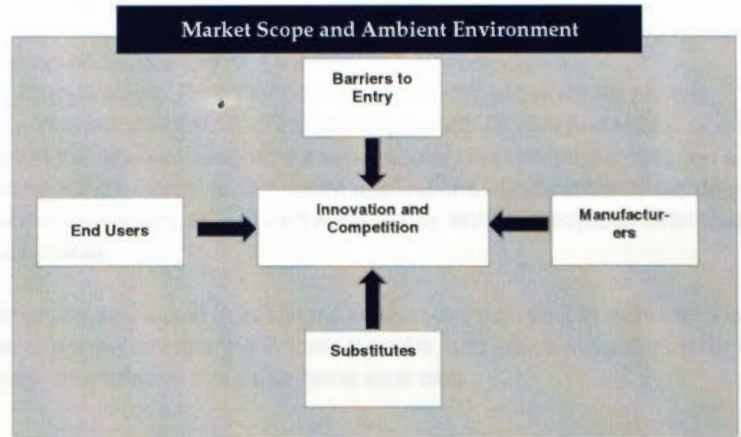 Market Scope and Ambient Environment
Barriers to
Entry
End Users
Innovation and
Competition
Manufactur-
ers
Substitutes